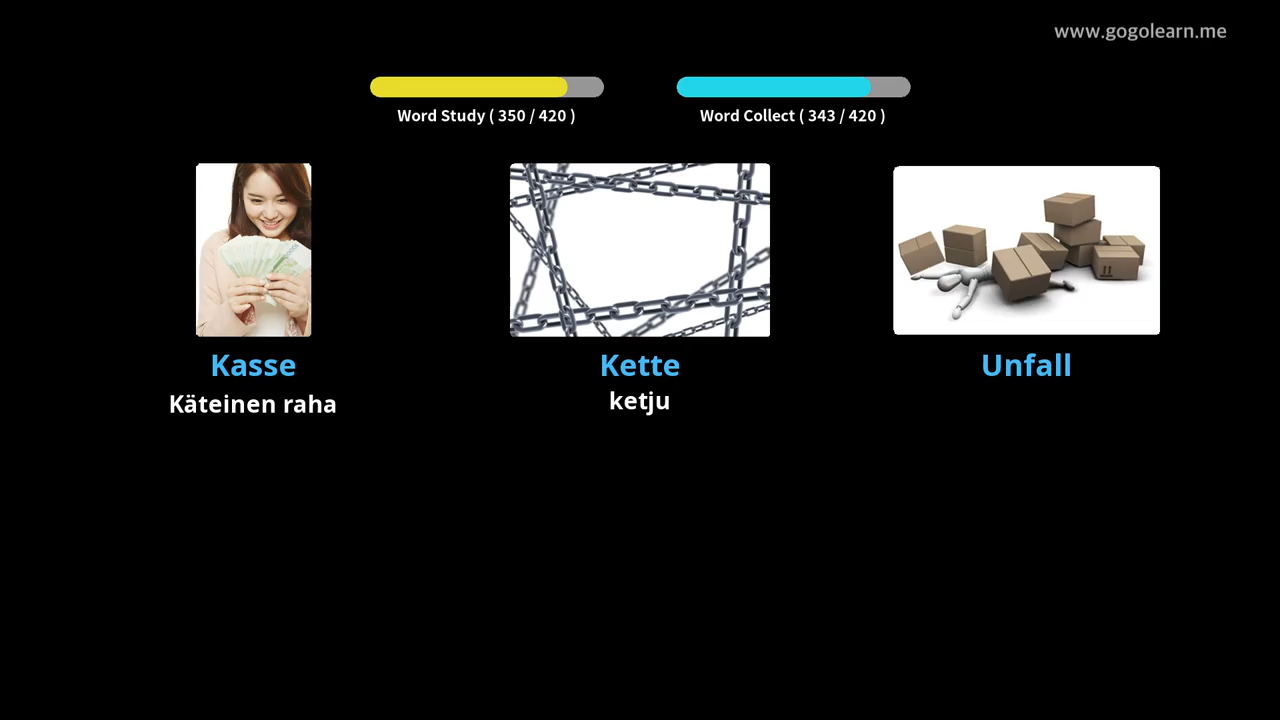 www.gogolearn.me
Word Study ( 350 / 420 )
Word Collect ( 343 / 420 )
Kasse
Käteinen raha
Kette
ketju
Unfall